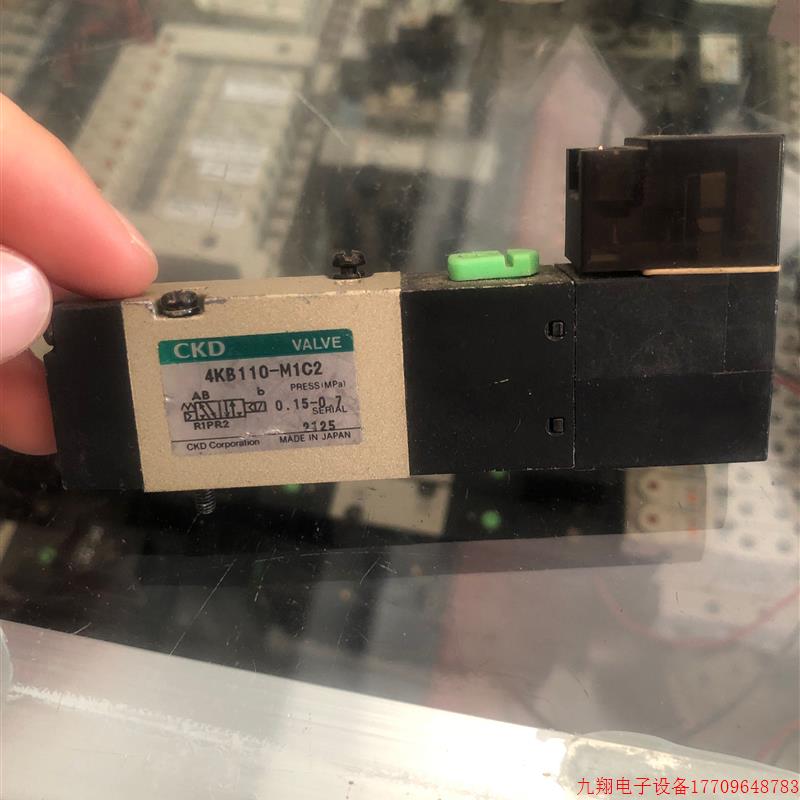 CKD VALVE
4KB110-M1C2
PRESS(MPa)
AB b
0.15-0.7
R1PR2 SERIAL
2125
CKD Corporation MADE IN JAPAN
九翔电子设备17709648783